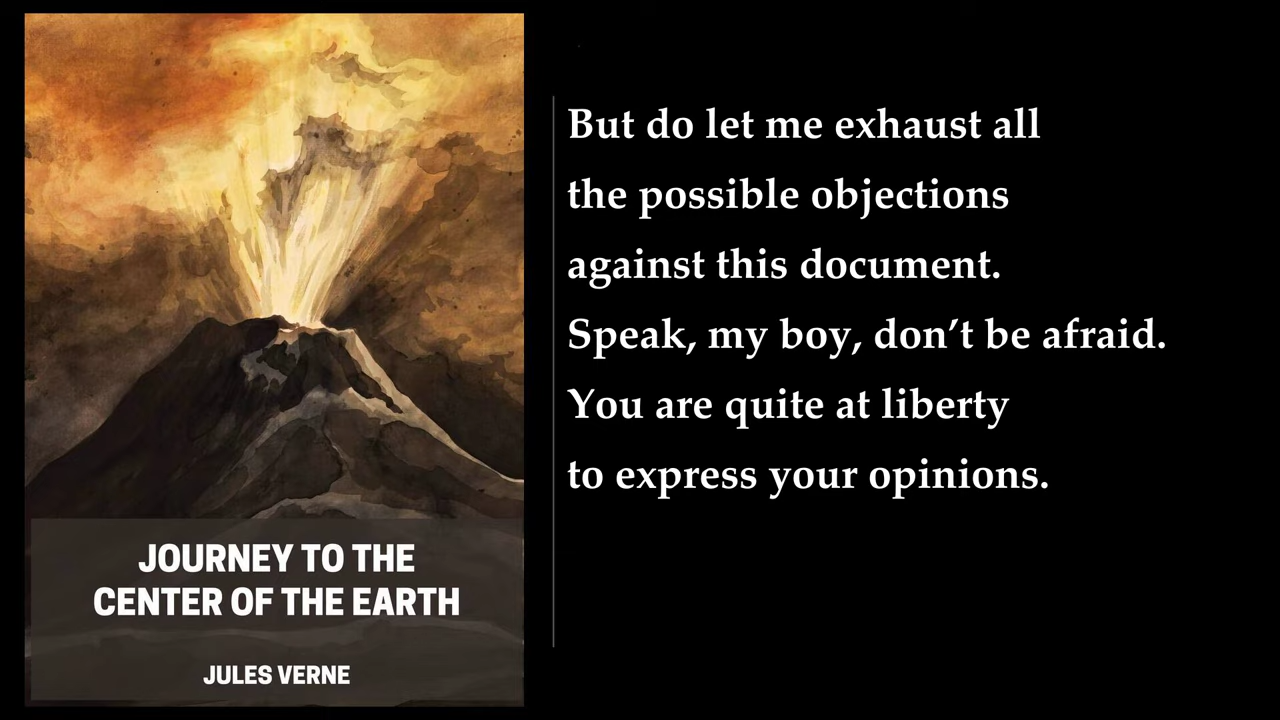 But do let me exhaust all
the possible objections
against this document.
Speak, my boy, don’t be afraid.
You are quite at liberty
to express your opinions.
JOURNEY TO THE
CENTER OF THE EARTH
JULES VERNE